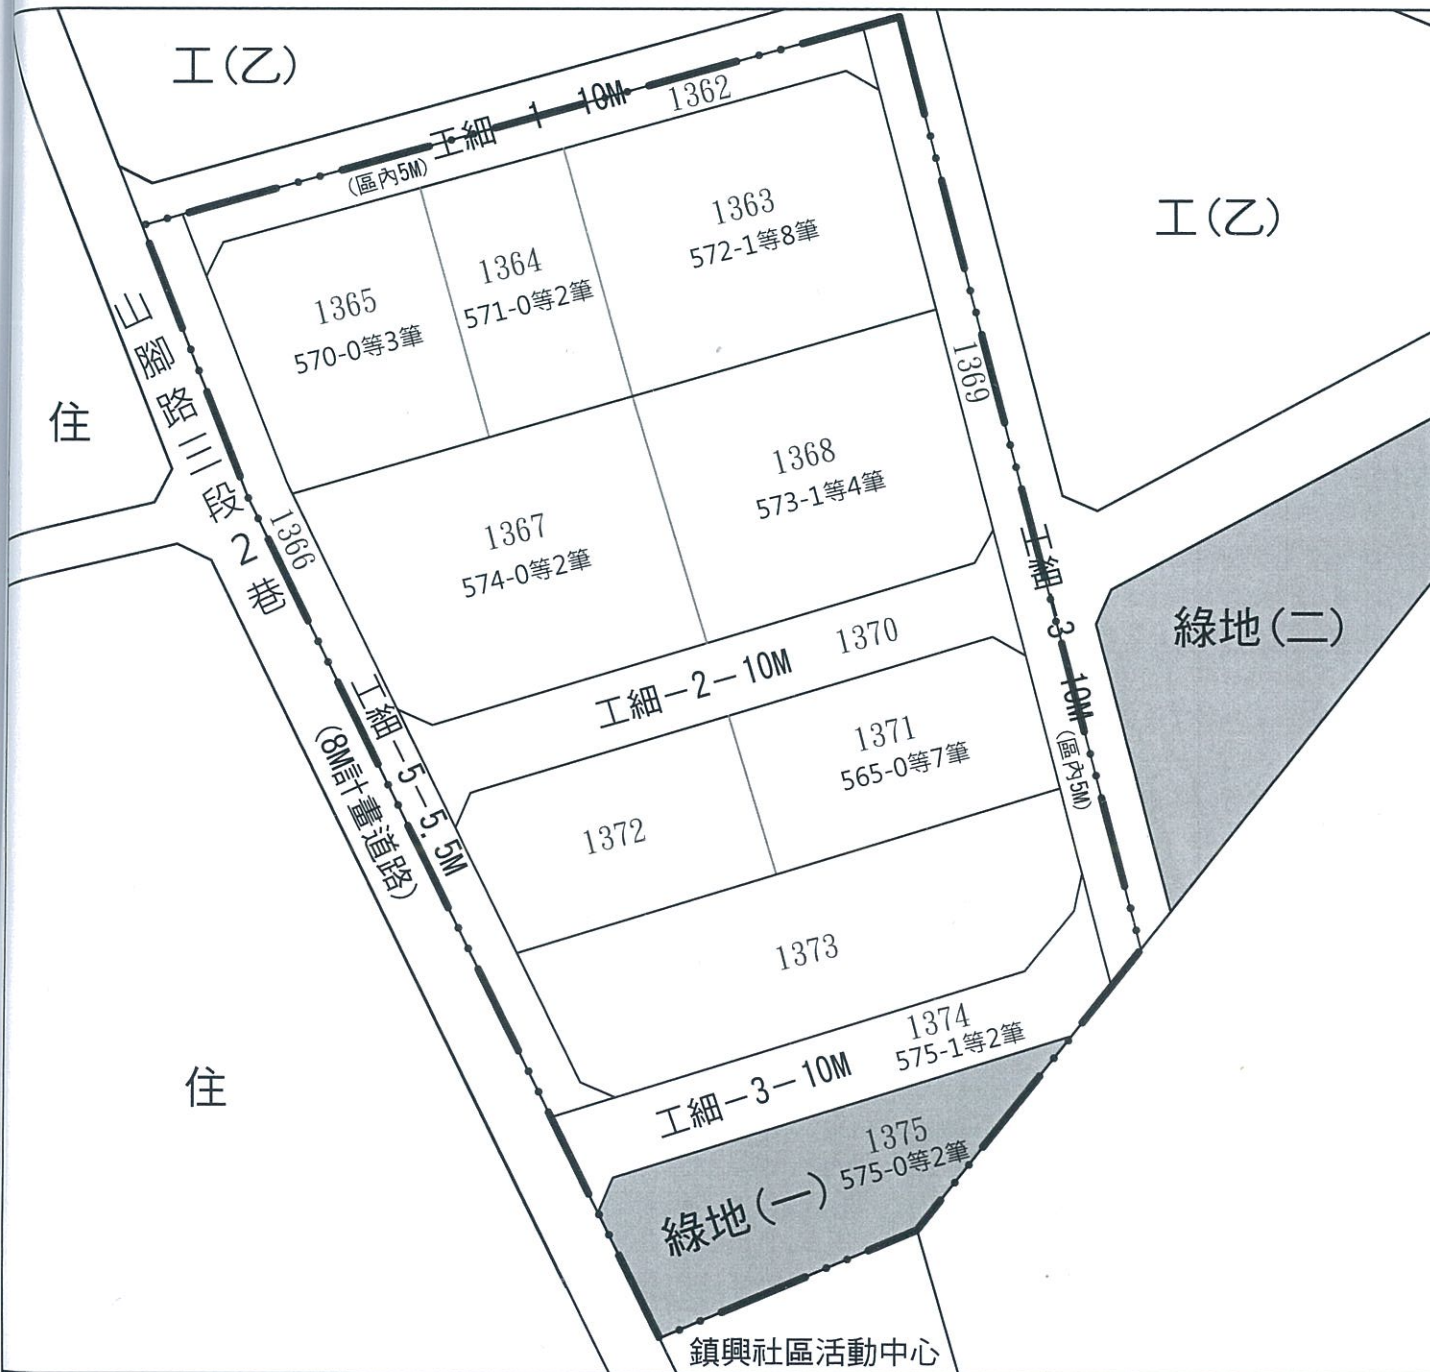 工(乙)
工細-1-10M
1362
(區內5M)
工(乙)
1363
572-1等8筆
1364
571-0等2筆
1365
570-0等3筆
山腳路三段2巷
住
1369
1368
573-1等4筆
1366
1367
574-0等2筆
工細-3-10M
(區內5M)
綠地(二)
1370
工細-2-10M
工細-5-5.5M
(8M計畫道路)
1371
565-0等7筆
1372
1373
1374
575-1等2筆
工細-3-10M
住
1375
575-0等2筆
綠地(一)
鎮興社區活動中心